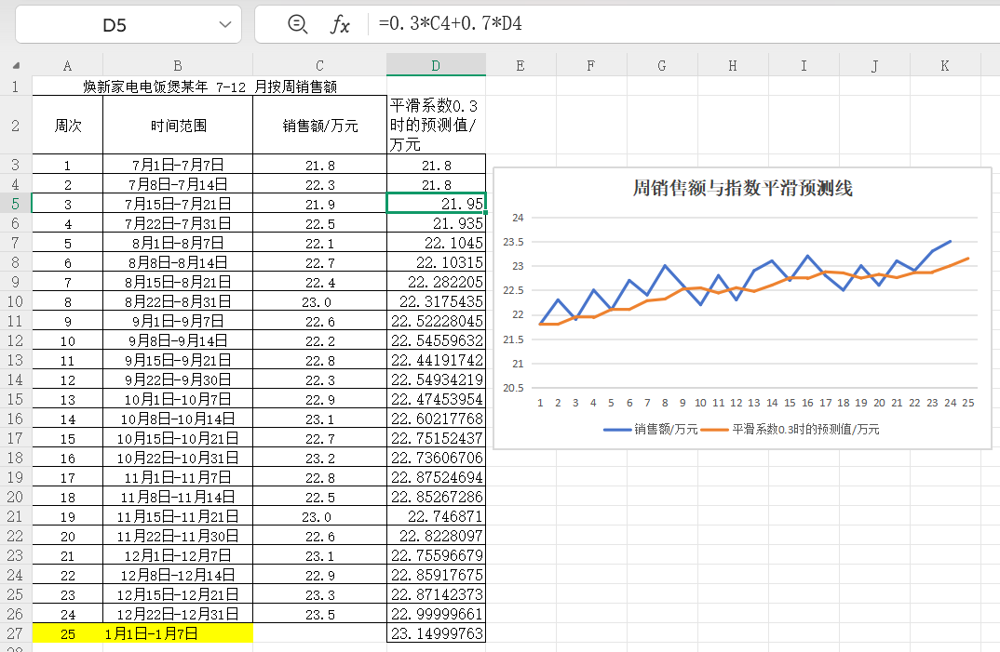 D5
fx
=0.3*C4+0.7*D4
A B C D E F G H I J K
1 焕新家电电饭煲某年 7-12 月按周销售额
2 周次 时间范围 销售额/万元 平滑系数0.3
时的预测值/
万元
3 1 7月1日-7月7日 21.8 21.8
4 2 7月8日-7月14日 22.3 21.8
5 3 7月15日-7月21日 21.9 21.95
6 4 7月22日-7月31日 22.5 21.935
7 5 8月1日-8月7日 22.1 22.1045
8 6 8月8日-8月14日 22.7 22.10315
9 7 8月15日-8月21日 22.4 22.282205
10 8 8月22日-8月31日 23.0 22.3175435
11 9 9月1日-9月7日 22.6 22.52228045
12 10 9月8日-9月14日 22.2 22.54559632
13 11 9月15日-9月21日 22.8 22.44191742
14 12 9月22日-9月30日 22.3 22.54934219
15 13 10月1日-10月7日 22.9 22.47453954
16 14 10月8日-10月14日 23.1 22.60217768
17 15 10月15日-10月21日 22.7 22.75152437
18 16 10月22日-10月31日 23.2 22.73606706
19 17 11月1日-11月7日 22.8 22.87524694
20 18 11月8日-11月14日 22.5 22.85267286
21 19 11月15日-11月21日 23.0 22.746871
22 20 11月22日-11月30日 22.6 22.8228097
23 21 12月1日-12月7日 23.1 22.75596679
24 22 12月8日-12月14日 22.9 22.85917675
25 23 12月15日-12月21日 23.3 22.87142373
26 24 12月22日-12月31日 23.5 22.99999661
27 25 1月1日-1月7日 23.14999763
28
周销售额与指数平滑预测线
24
23.5
23
22.5
22
21.5
21
20.5
1 2 3 4 5 6 7 8 9 10 11 12 13 14 15 16 17 18 19 20 21 22 23 24 25
销售额/万元 平滑系数0.3时的预测值/万元